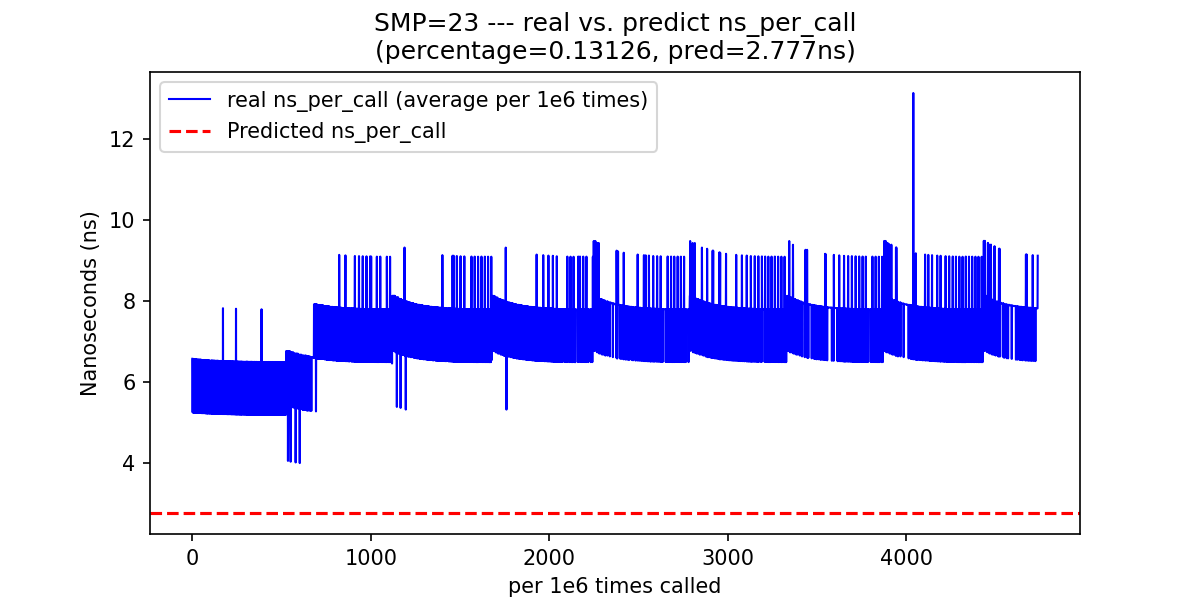 SMP=23 --- real vs. predict ns_per_call
(percentage=0.13126, pred=2.777ns)
real ns_per_call (average per 1e6 times)
Predicted ns_per_call
Nanoseconds (ns)
12
10
8
6
4
0
1000
2000
3000
4000
per 1e6 times called